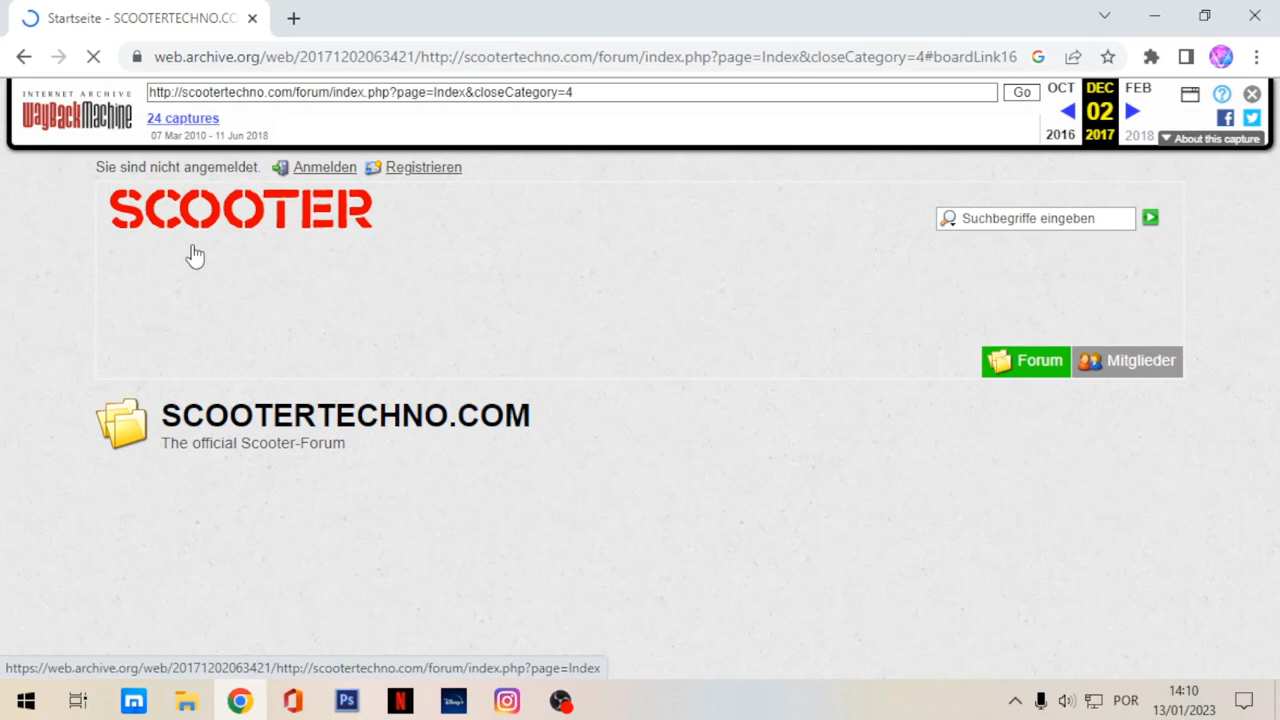 Startseite - SCOOTERTECHNO.CO
web.archive.org/web/20171202063421/http://scootertechno.com/forum/index.php?page=Index&closeCategory=4#boardLink16
INTERNET ARCHIVE
WayBackMachine
http://scootertechno.com/forum/index.php?page=Index&closeCategory=4
Go
24 captures
07 Mar 2010 - 11 Jun 2018
OCT DEC FEB
02
2016 2017 2018
About this capture
Sie sind nicht angemeldet. Anmelden Registrieren
SCOOTER
Suchbegriffe eingeben
Forum Mitglieder
SCOOTERTECHNO.COM
The official Scooter-Forum
https://web.archive.org/web/20171202063421/http://scootertechno.com/forum/index.php?page=Index
Ps
N
Disney+
POR
14:10
13/01/2023